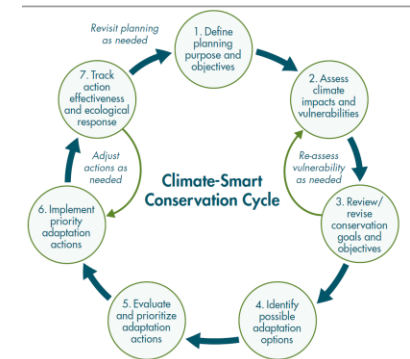 Revisit planning
as needed
1. Define
planning
purpose and
objectives
2. Assess
climate
impacts and
vulnerabilities
Re-assess
vulnerability
as needed
3. Review/
revise
conservation
goals and
objectives
4. Identify
possible
adaptation
options
5. Evaluate
and prioritize
adaptation
actions
6. Implement
priority
adaptation
actions
7. Track
action
effectiveness
and ecological
response
Adjust
actions as
needed
Climate-Smart
Conservation Cycle